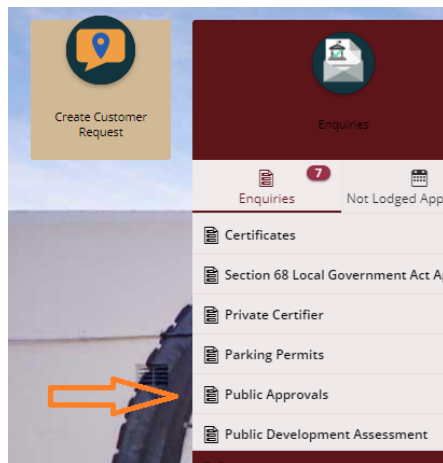 Create Customer
Request
Enquiries
7
Enquiries
Not Lodged App
Certificates
Section 68 Local Government Act A
Private Certifier
Parking Permits
Public Approvals
Public Development Assessment